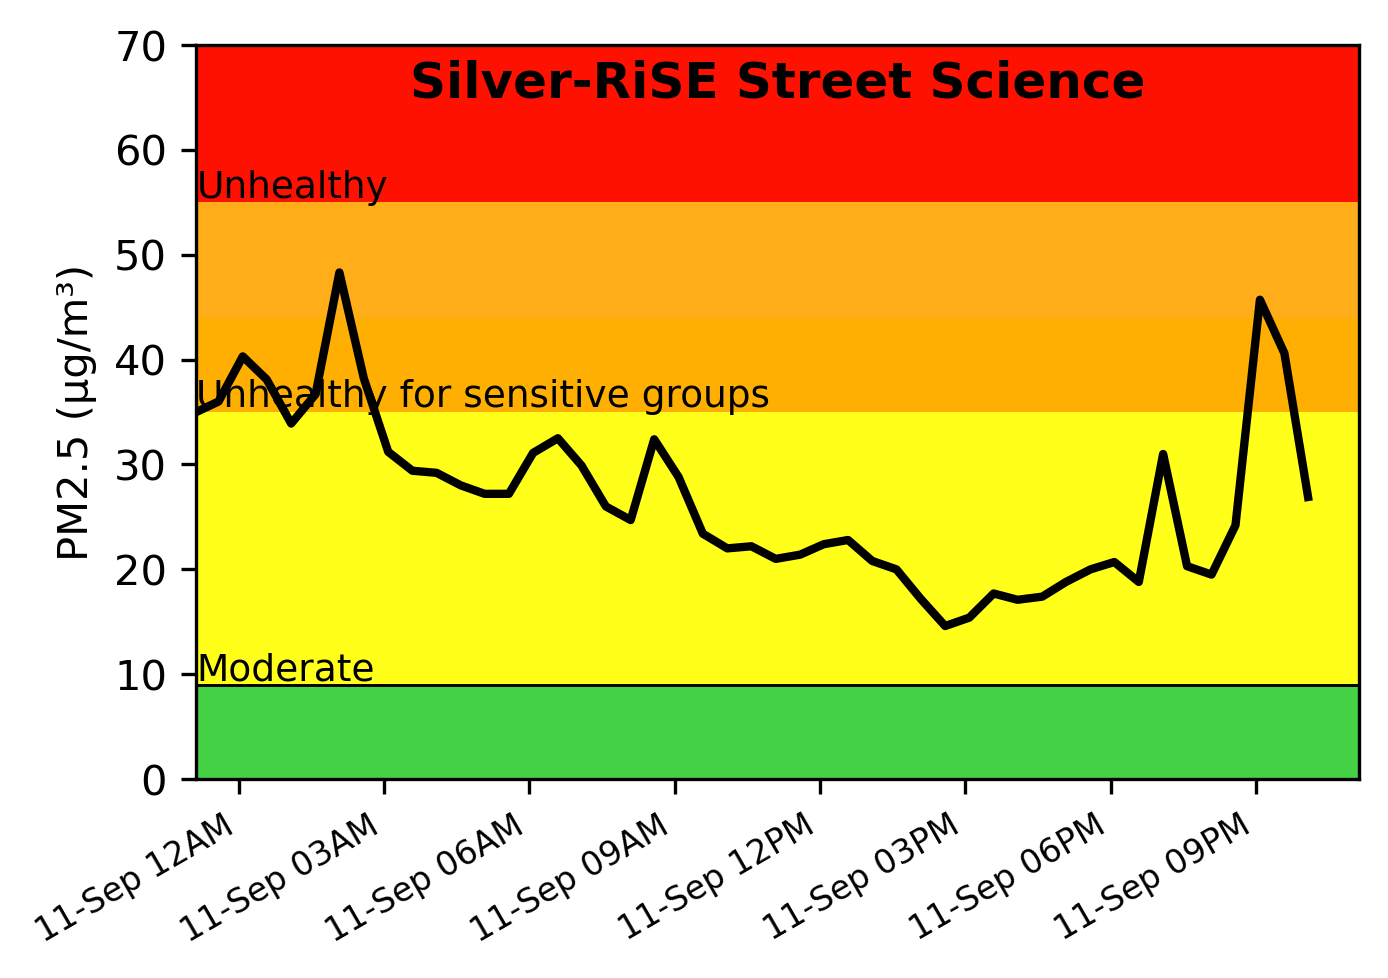 Silver-RiSE Street Science
70
60
50
40
30
20
10
0
PM2.5 (µg/m³)
Unhealthy
Unhealthy for sensitive groups
Moderate
11-Sep 12AM
11-Sep 03AM
11-Sep 06AM
11-Sep 09AM
11-Sep 12PM
11-Sep 03PM
11-Sep 06PM
11-Sep 09PM